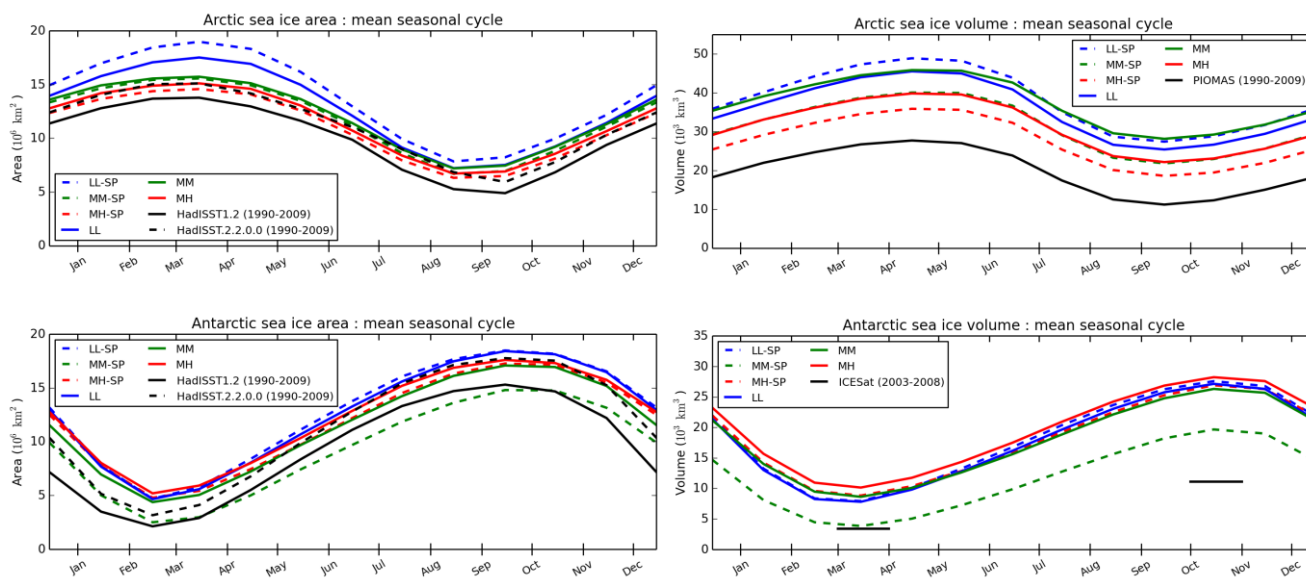 Arctic sea ice area : mean seasonal cycle
20
15
10
5
0
Area (10⁶ km²)
LL-SP
MM-SP
MH-SP
LL
MM
MH
HadISST1.2 (1990-2009)
HadISST.2.2.0.0 (1990-2009)
Jan Feb Mar Apr May Jun Jul Aug Sep Oct Nov Dec
Arctic sea ice volume : mean seasonal cycle
50
40
30
20
10
0
Volume (10³ km³)
LL-SP
MM-SP
MH-SP
MM
MH
PIOMAS (1990-2009)
LL
Jan Feb Mar Apr May Jun Jul Aug Sep Oct Nov Dec
Antarctic sea ice area : mean seasonal cycle
20
15
10
5
0
Area (10⁶ km²)
LL-SP
MM-SP
MH-SP
LL
MM
MH
HadISST1.2 (1990-2009)
HadISST.2.2.0.0 (1990-2009)
Jan Feb Mar Apr May Jun Jul Aug Sep Oct Nov Dec
Antarctic sea ice volume : mean seasonal cycle
35
30
25
20
15
10
5
0
Volume (10³ km³)
LL-SP
MM-SP
MH-SP
LL
MM
MH
ICESat (2003-2008)
Jan Feb Mar Apr May Jun Jul Aug Sep Oct Nov Dec